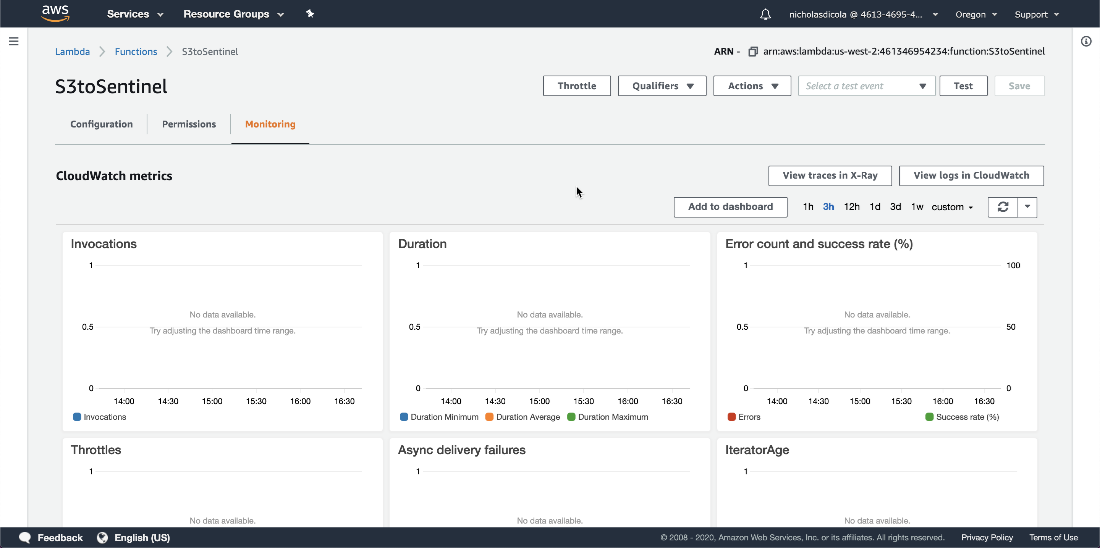 aws Services Resource Groups nicholasdicola @ 4613-4695-4... Oregon Support
Lambda Functions S3toSentinel ARN - arn:aws:lambda:us-west-2:461346954234:function:S3toSentinel
S3toSentinel Throttle Qualifiers Actions Select a test event Test Save
Configuration Permissions Monitoring
CloudWatch metrics View traces in X-Ray View logs in CloudWatch
Add to dashboard 1h 3h 12h 1d 3d 1w custom
Invocations
1
0.5
0
No data available.
Try adjusting the dashboard time range.
14:00 14:30 15:00 15:30 16:00 16:30
Invocations
Duration
1
0.5
0
No data available.
Try adjusting the dashboard time range.
14:00 14:30 15:00 15:30 16:00 16:30
Duration Minimum Duration Average Duration Maximum
Error count and success rate (%)
1 100
0.5 50
0 0
No data available.
Try adjusting the dashboard time range.
14:00 14:30 15:00 15:30 16:00 16:30
Errors Success rate (%)
Throttles
1
No data available.
Async delivery failures
1
No data available.
IteratorAge
1
No data available.
Feedback English (US) © 2008 - 2020, Amazon Web Services, Inc. or its affiliates. All rights reserved. Privacy Policy Terms of Use